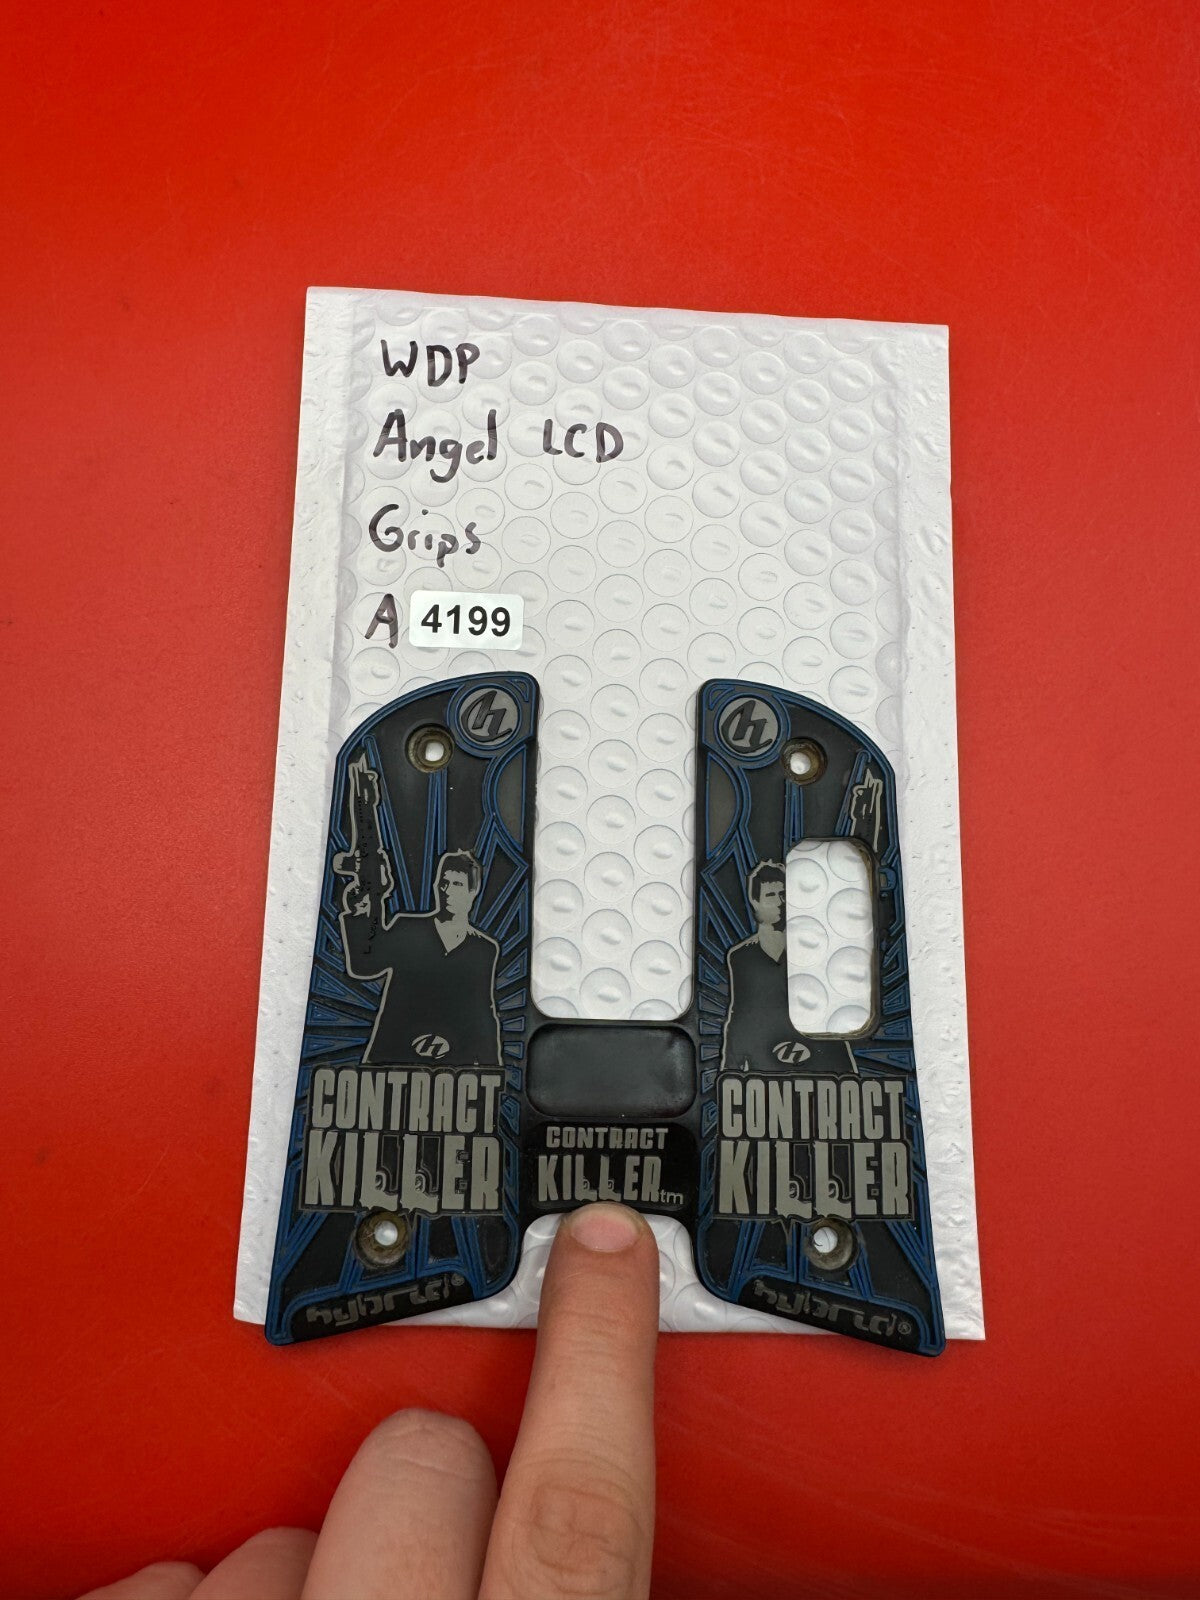 WDP
Angel LCD
Grips
A 4199
h
h
h
h
CONTRACT
KILLER
CONTRACT
KILLER™
CONTRACT
KILLER
hybrid®
hybrid®